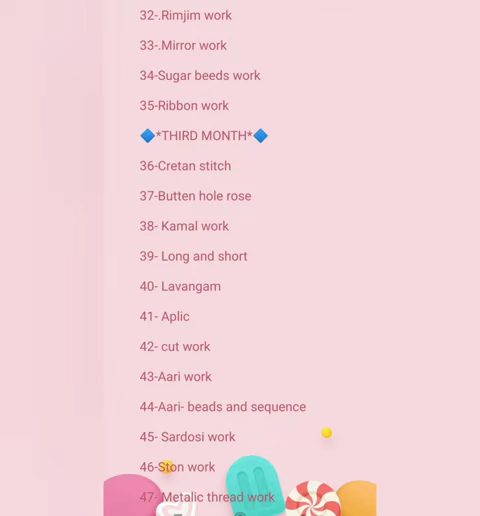 32-.Rimjim work
33-.Mirror work
34-Sugar beeds work
35-Ribbon work
🔷*THIRD MONTH*🔷
36-Cretan stitch
37-Butten hole rose
38- Kamal work
39- Long and short
40- Lavangam
41- Aplic
42- cut work
43-Aari work
44-Aari- beads and sequence
45- Sardosi work
46-Ston work
47- Metalic thread work